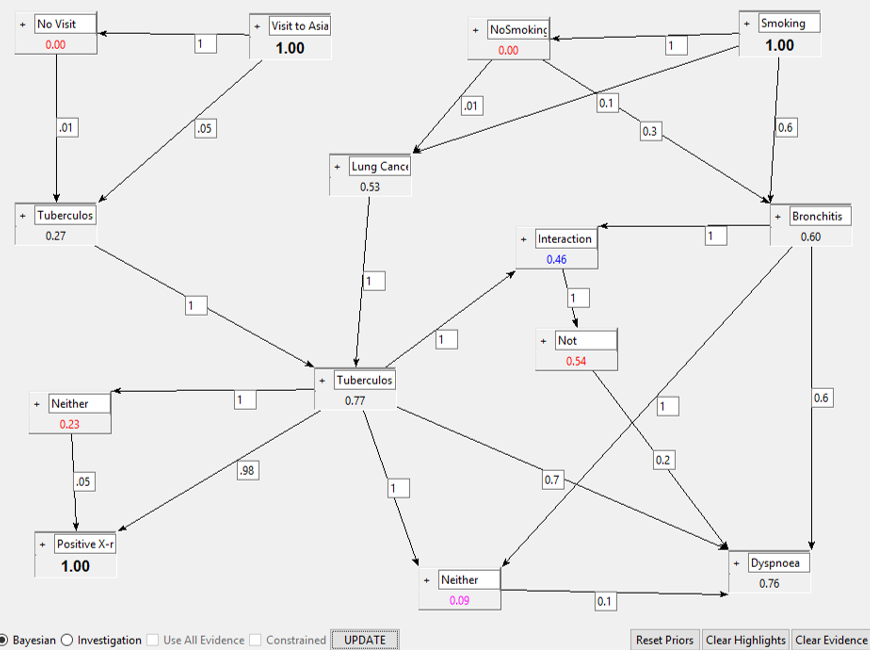 + No Visit
0.00
1
+ Visit to Asia
1.00
+ NoSmoking
0.00
1
+ Smoking
1.00
.01
.05
.01
0.1
0.3
0.6
+ Lung Cance
0.53
+ Tuberculos
0.27
+ Bronchitis
0.60
+ Interaction
0.46
1
1
1
1
1
+ Not
0.54
+ Tuberculos
0.77
+ Neither
0.23
1
1
0.6
.05
.98
1
0.7
0.2
+ Positive X-r
1.00
+ Neither
0.09
0.1
+ Dyspnoea
0.76
Bayesian Investigation Use All Evidence Constrained UPDATE Reset Priors Clear Highlights Clear Evidence